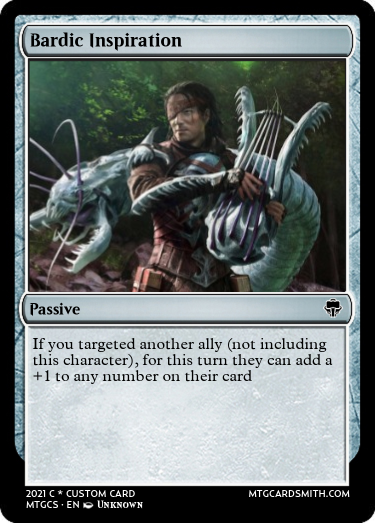 Bardic Inspiration
Passive
If you targeted another ally (not including
this character), for this turn they can add a
+1 to any number on their card
2021 C * CUSTOM CARD
MTGCARDSMITH.COM
MTGCS · EN Unknown